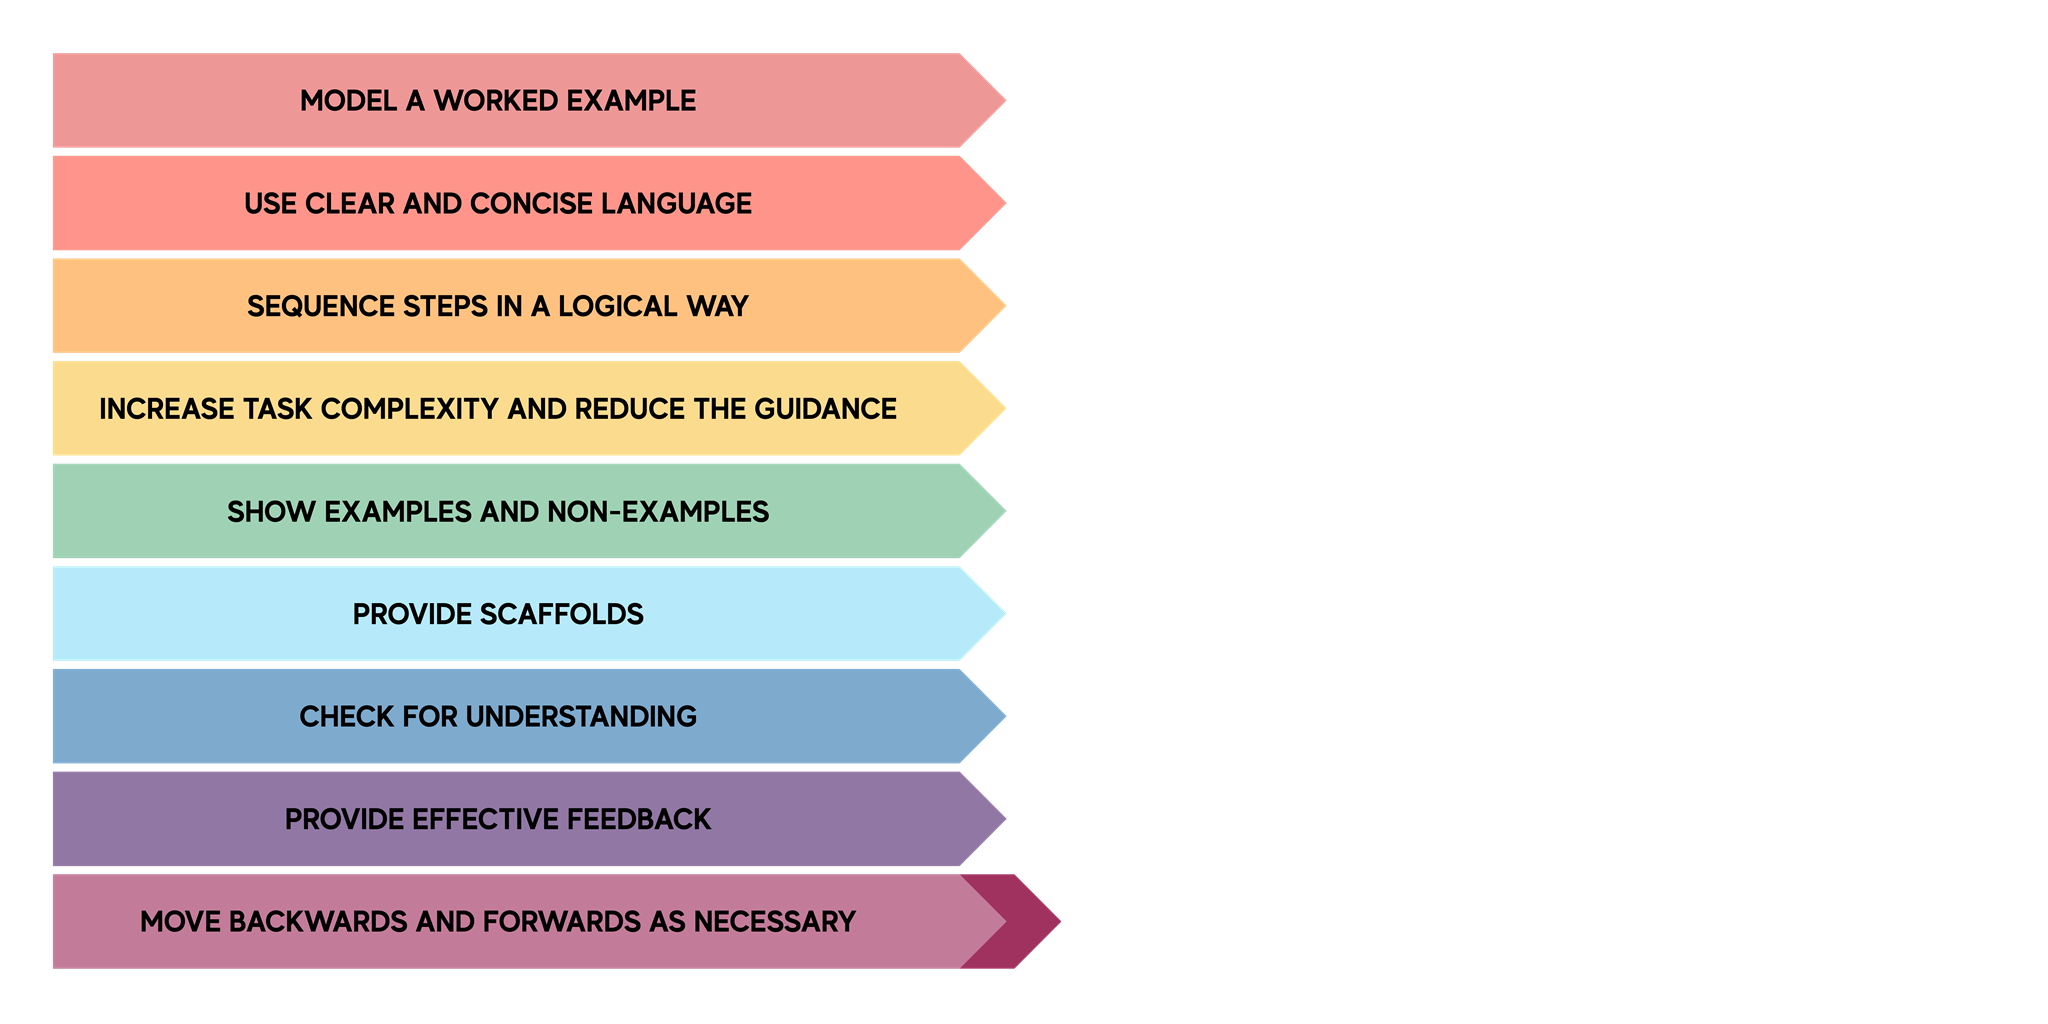 MODEL A WORKED EXAMPLE
USE CLEAR AND CONCISE LANGUAGE
SEQUENCE STEPS IN A LOGICAL WAY
INCREASE TASK COMPLEXITY AND REDUCE THE GUIDANCE
SHOW EXAMPLES AND NON-EXAMPLES
PROVIDE SCAFFOLDS
CHECK FOR UNDERSTANDING
PROVIDE EFFECTIVE FEEDBACK
MOVE BACKWARDS AND FORWARDS AS NECESSARY